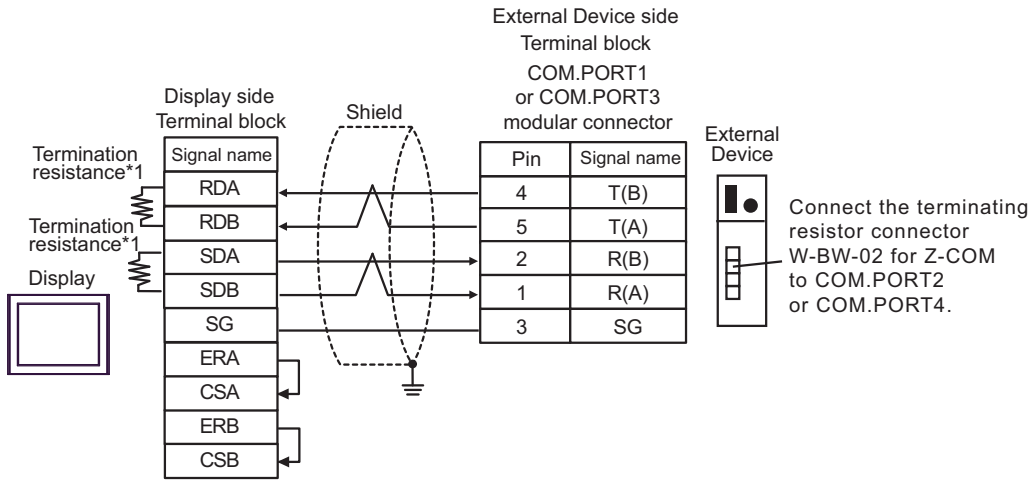 External Device side
Terminal block
COM.PORT1
or COM.PORT3
modular connector
Display side
Terminal block
Shield
External
Device
Termination
resistance*1
Termination
resistance*1
Display
Signal name
RDA
RDB
SDA
SDB
SG
ERA
CSA
ERB
CSB
Pin Signal name
4 T(B)
5 T(A)
2 R(B)
1 R(A)
3 SG
Connect the terminating
resistor connector
W-BW-02 for Z-COM
to COM.PORT2
or COM.PORT4.